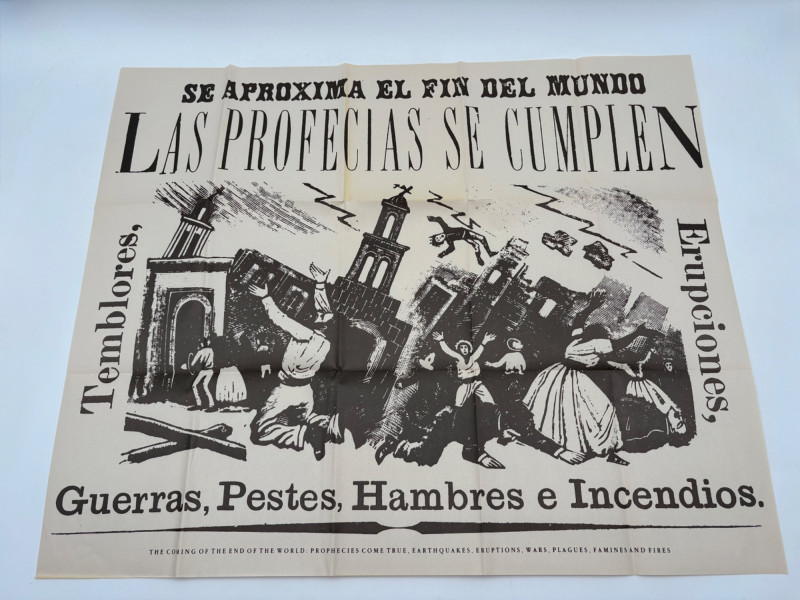 SE APROXIMA EL FIN DEL MUNDO
LAS PROFECIAS SE CUMPLEN
Temblores,
Erupciones,
Guerras, Pestes, Hambres e Incendios.
THE COMING OF THE END OF THE WORLD: PROPHECIES COME TRUE, EARTHQUAKES, ERUPTIONS, WARS, PLAGUES, FAMINES AND FIRES